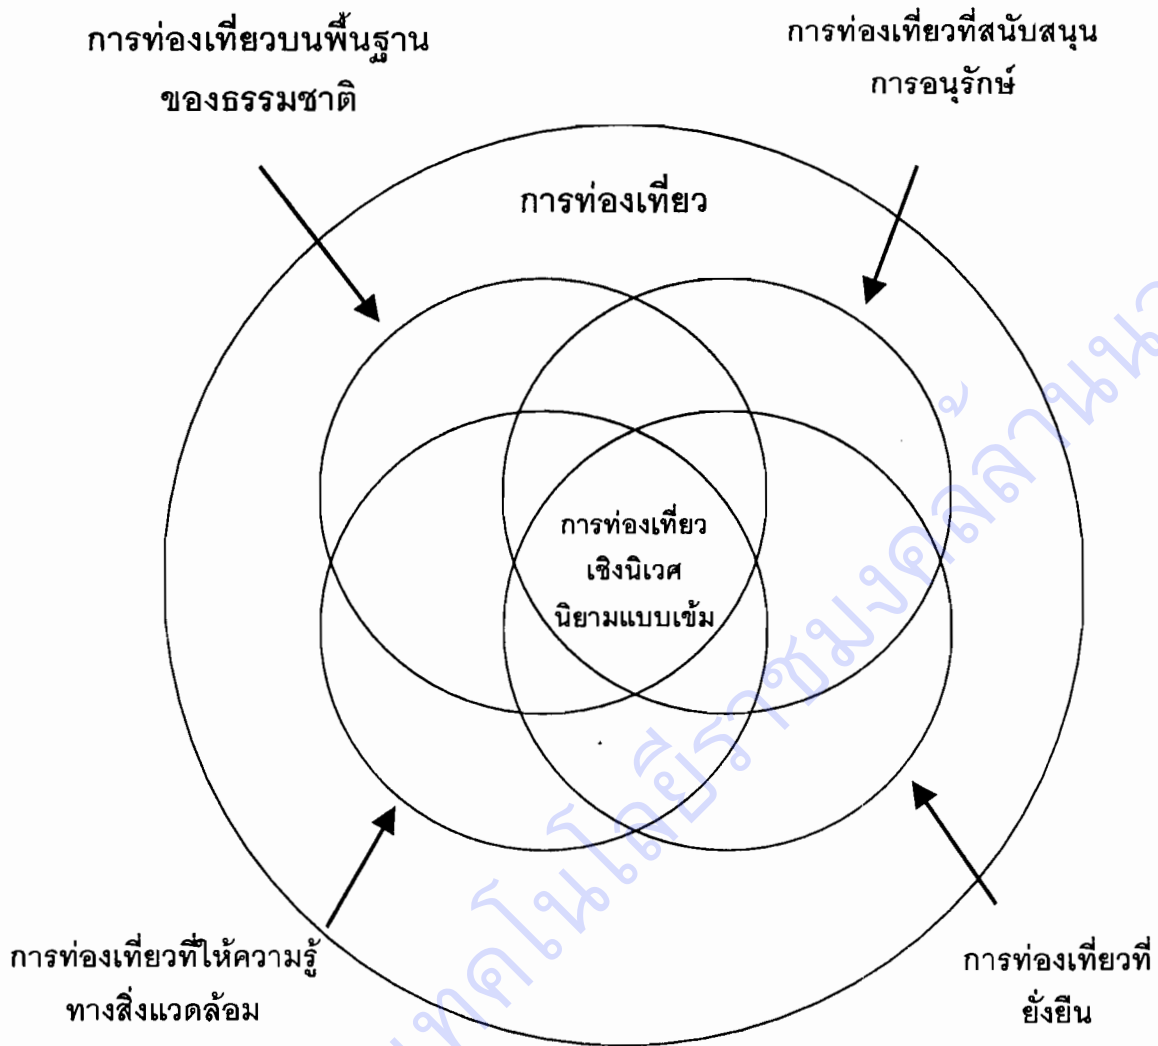 การท่องเที่ยวบนพื้นฐาน
ของธรรมชาติ
การท่องเที่ยวที่สนับสนุน
การอนุรักษ์
การท่องเที่ยว
การท่องเที่ยว
เชิงนิเวศ
นิยามแบบเข้ม
การท่องเที่ยวที่ให้ความรู้
ทางสิ่งแวดล้อม
การท่องเที่ยวที่
ยั่งยืน